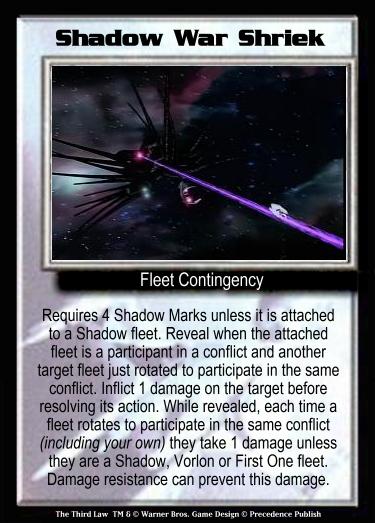 Shadow War Shriek
Fleet Contingency
Requires 4 Shadow Marks unless it is attached
to a Shadow fleet. Reveal when the attached
fleet is a participant in a conflict and another
target fleet just rotated to participate in the same
conflict. Inflict 1 damage on the target before
resolving its action. While revealed, each time a
fleet rotates to participate in the same conflict
(including your own) they take 1 damage unless
they are a Shadow, Vorlon or First One fleet.
Damage resistance can prevent this damage.
The Third Law TM & © Warner Bros. Game Design © Precedence Publish